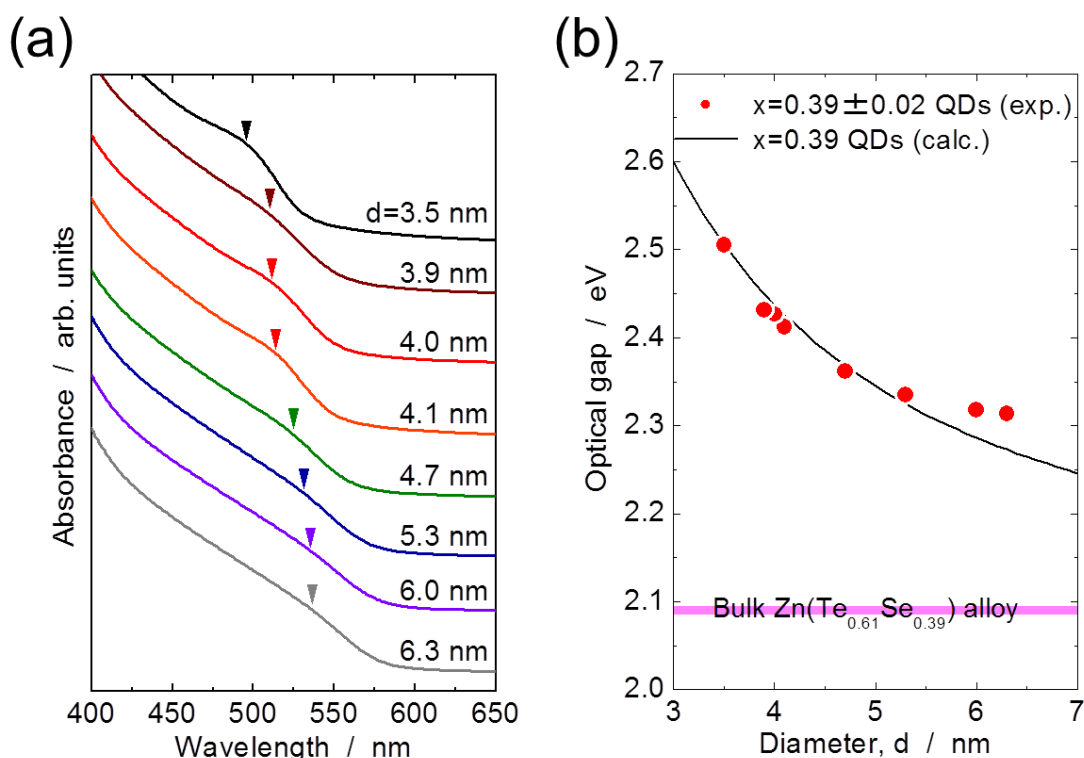 (a)
d=3.5 nm
3.9 nm
4.0 nm
4.1 nm
4.7 nm
5.3 nm
6.0 nm
6.3 nm
Absorbance / arb. units
400 450 500 550 600 650
Wavelength / nm
(b)
2.7
2.6
2.5
2.4
2.3
2.2
2.1
2.0
Optical gap / eV
x=0.39±0.02 QDs (exp.)
x=0.39 QDs (calc.)
Bulk Zn(Te0.61Se0.39) alloy
3 4 5 6 7
Diameter, d / nm